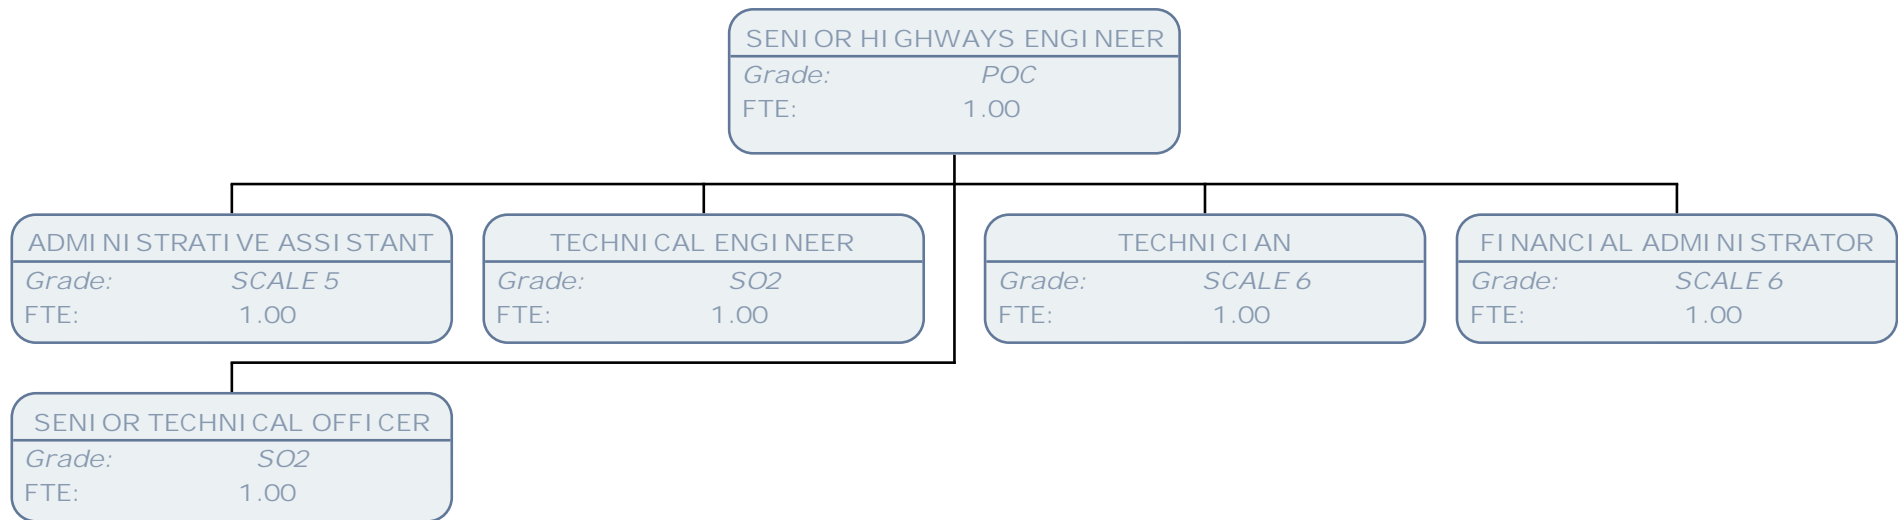 SENIOR HIGHWAYS ENGINEER
Grade: POC
FTE: 1.00
ADMINISTRATIVE ASSISTANT
Grade: SCALE 5
FTE: 1.00
TECHNICAL ENGINEER
Grade: SO2
FTE: 1.00
TECHNICIAN
Grade: SCALE 6
FTE: 1.00
FINANCIAL ADMINISTRATOR
Grade: SCALE 6
FTE: 1.00
SENIOR TECHNICAL OFFICER
Grade: SO2
FTE: 1.00